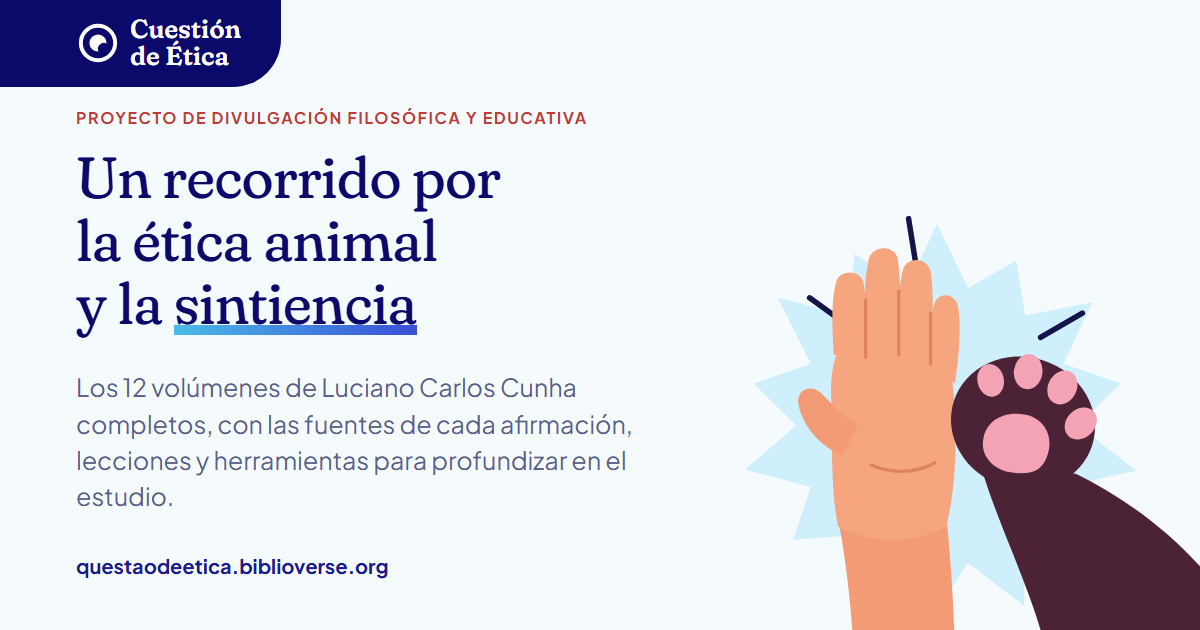 Cuestión
de Ética
PROYECTO DE DIVULGACIÓN FILOSÓFICA Y EDUCATIVA
Un recorrido por
la ética animal
y la sintiencia
Los 12 volúmenes de Luciano Carlos Cunha
completos, con las fuentes de cada afirmación,
lecciones y herramientas para profundizar en el
estudio.
questaodeetica.biblioverse.org